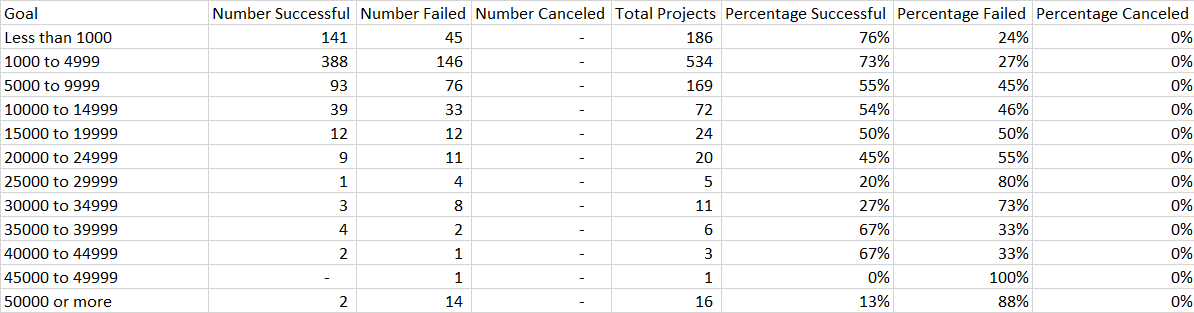 Goal Number Successful Number Failed Number Canceled Total Projects Percentage Successful Percentage Failed Percentage Canceled
Less than 1000 141 45 - 186 76% 24% 0%
1000 to 4999 388 146 - 534 73% 27% 0%
5000 to 9999 93 76 - 169 55% 45% 0%
10000 to 14999 39 33 - 72 54% 46% 0%
15000 to 19999 12 12 - 24 50% 50% 0%
20000 to 24999 9 11 - 20 45% 55% 0%
25000 to 29999 1 4 - 5 20% 80% 0%
30000 to 34999 3 8 - 11 27% 73% 0%
35000 to 39999 4 2 - 6 67% 33% 0%
40000 to 44999 2 1 - 3 67% 33% 0%
45000 to 49999 - 1 - 1 0% 100% 0%
50000 or more 2 14 - 16 13% 88% 0%